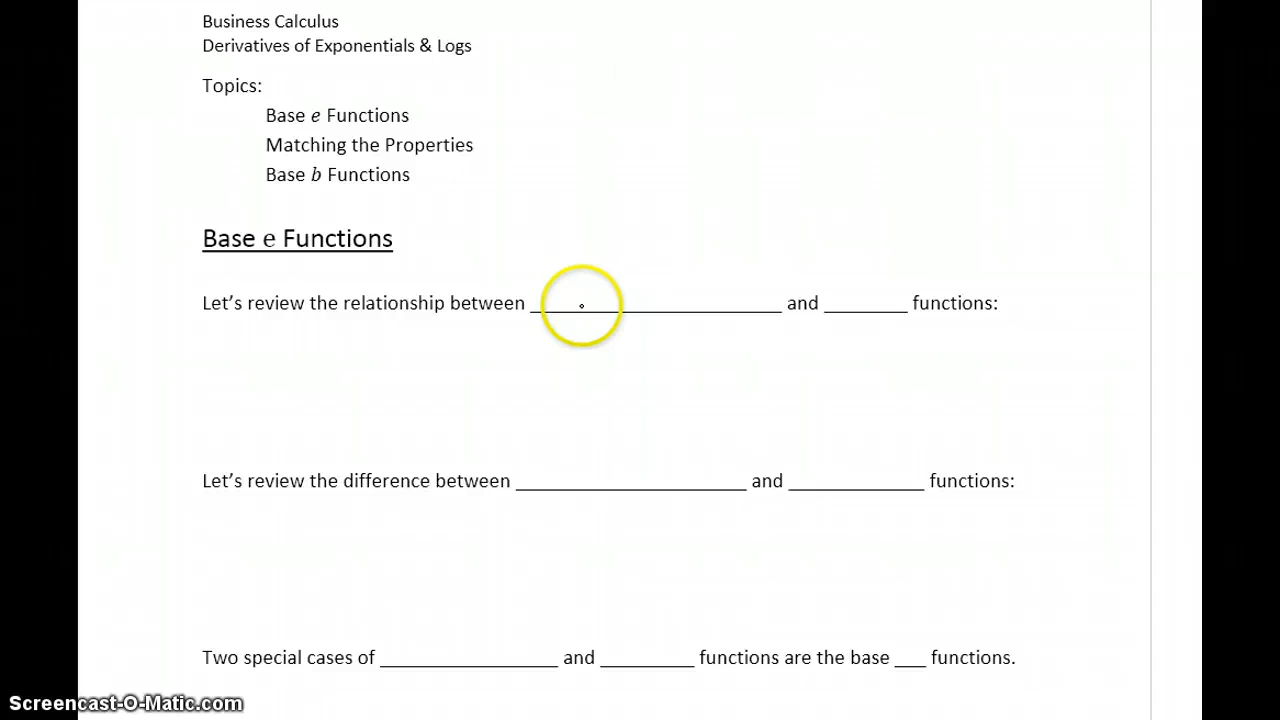 Business Calculus
Derivatives of Exponentials & Logs
Topics:
Base e Functions
Matching the Properties
Base b Functions
Base e Functions
Let’s review the relationship between ________________________ and ________ functions:
Let’s review the difference between ______________________ and _____________ functions:
Two special cases of _________________ and _________ functions are the base ___ functions.
Screencast-O-Matic.com